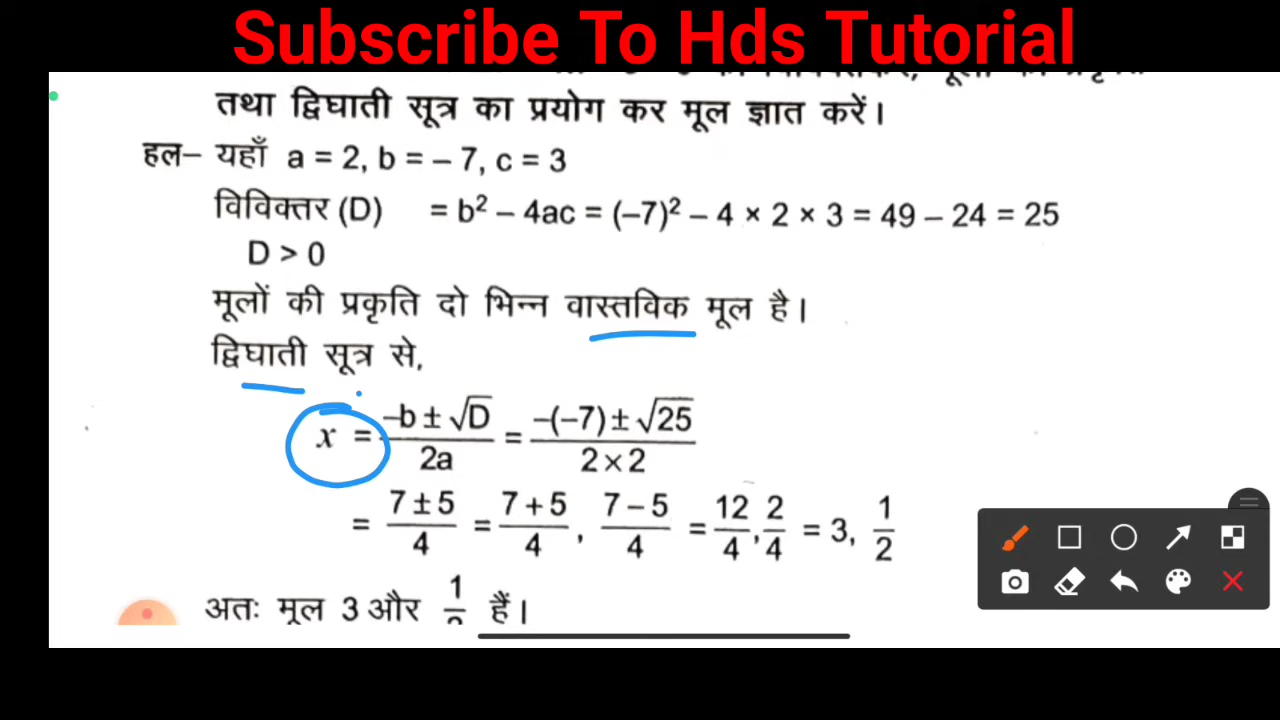 Subscribe To Hds Tutorial
तथा द्विघाती सूत्र का प्रयोग कर मूल ज्ञात करें।
हल– यहाँ a = 2, b = – 7, c = 3
विविक्तर (D) = b² – 4ac = (–7)² – 4 × 2 × 3 = 49 – 24 = 25
D > 0
मूलों की प्रकृति दो भिन्न वास्तविक मूल है।
द्विघाती सूत्र से,
x = (–b ± √D)/(2a) = (–(–7) ± √25)/(2 × 2)
= (7 ± 5)/4 = (7 + 5)/4, (7 – 5)/4 = 12/4, 2/4 = 3, 1/2
अतः मूल 3 और 1/2 हैं।